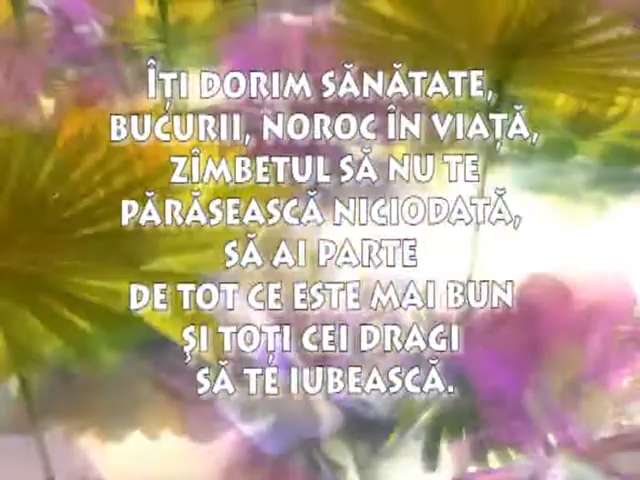 ÎȚI DORIM SĂNĂTATE,
BUCURII, NOROC ÎN VIAȚĂ,
ZÎMBETUL SĂ NU TE
PĂRĂSEASCĂ NICIODATĂ,
SĂ AI PARTE
DE TOT CE ESTE MAI BUN
ŞI TOȚI CEI DRAGI
SĂ TE IUBEASCĂ.